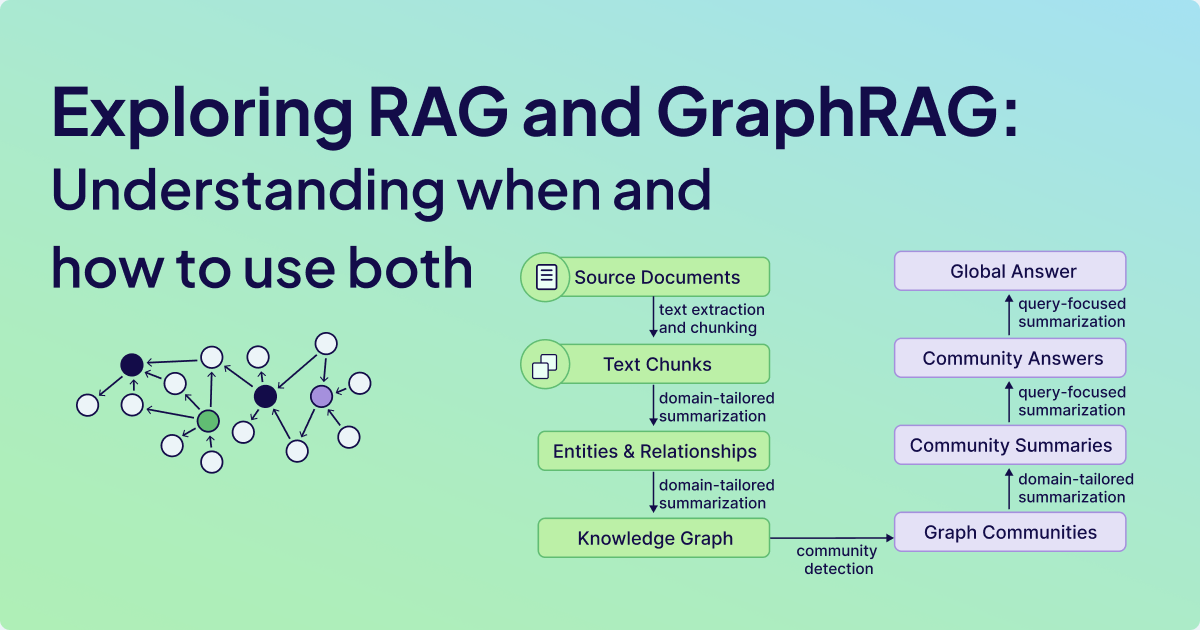 Exploring RAG and GraphRAG:
Understanding when and
how to use both
Source Documents
text extraction
and chunking
Text Chunks
domain-tailored
summarization
Entities & Relationships
domain-tailored
summarization
Knowledge Graph
community
detection
Graph Communities
domain-tailored
summarization
Community Summaries
query-focused
summarization
Community Answers
query-focused
summarization
Global Answer